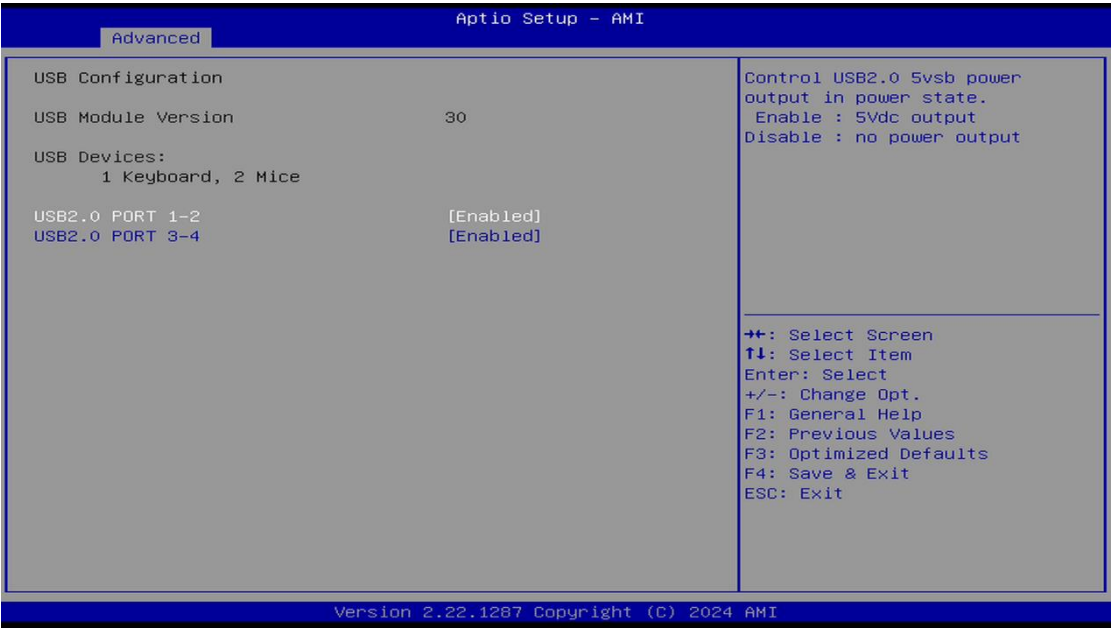 Aptio Setup - AMI
Advanced
USB Configuration
USB Module Version 30
USB Devices:
1 Keyboard, 2 Mice
USB2.0 PORT 1-2 [Enabled]
USB2.0 PORT 3-4 [Enabled]
Control USB2.0 5vsb power
output in power state.
Enable : 5Vdc output
Disable : no power output
→←: Select Screen
↑↓: Select Item
Enter: Select
+/-: Change Opt.
F1: General Help
F2: Previous Values
F3: Optimized Defaults
F4: Save & Exit
ESC: Exit
Version 2.22.1287 Copyright (C) 2024 AMI